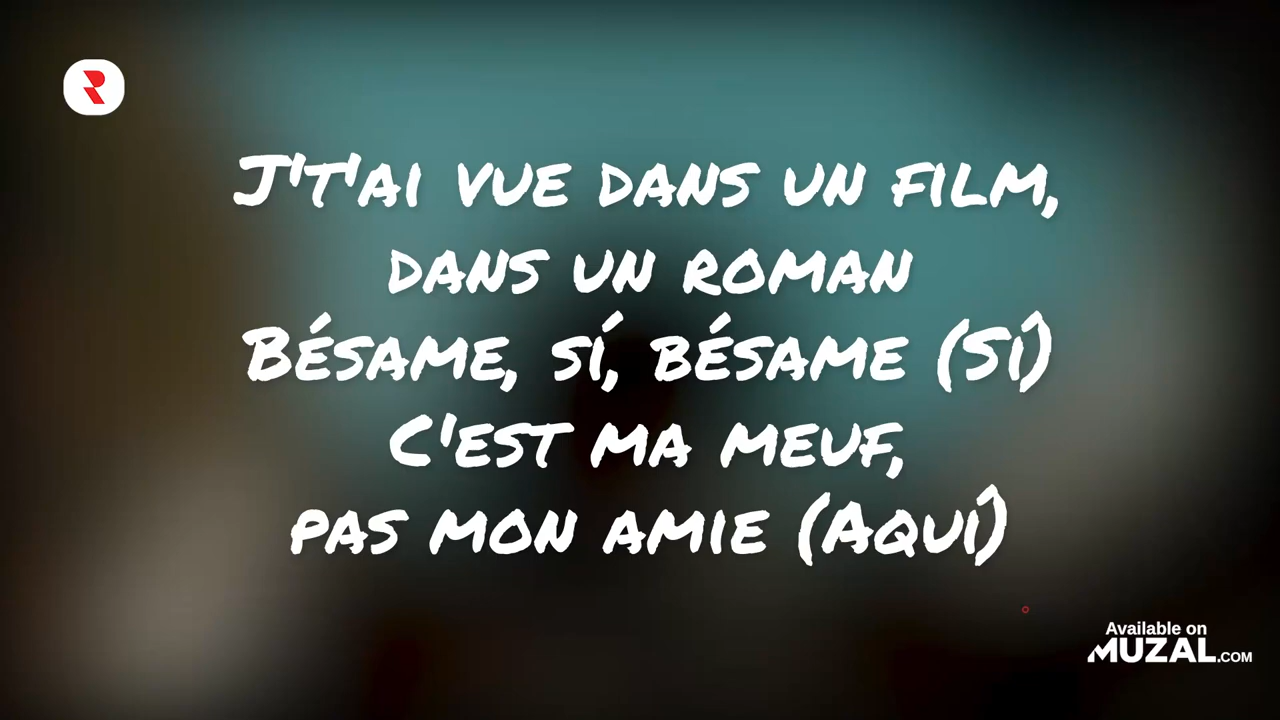 J't'ai vue dans un film,
dans un roman
Bésame, sí, bésame (Sí)
C'est ma meuf,
pas mon amie (Aquí)
Available on
MUZAL.COM